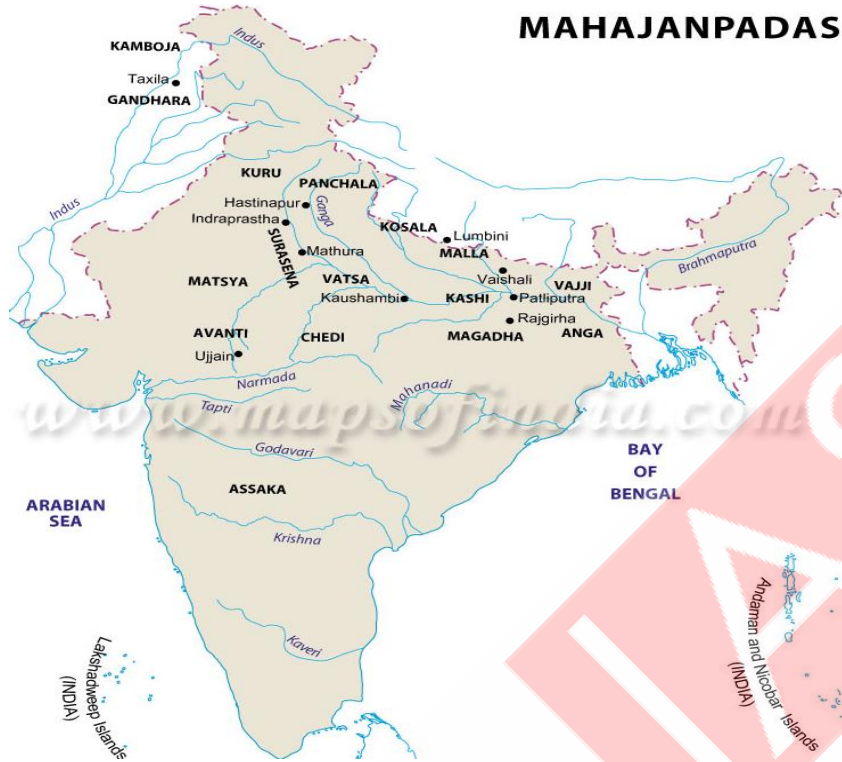 MAHAJANPADAS
KAMBOJA
Indus
Taxila
GANDHARA
KURU
PANCHALA
Hastinapur
Ganga
Indus
Indraprastha
KOSALA
Lumbini
SURASENA
MALLA
Mathura
Brahmaputra
Vaishali
MATSYA
VATSA
VAJJI
Kaushambi
KASHI
Patliputra
Rajgirha
AVANTI
CHEDI
MAGADHA
ANGA
Ujjain
Narmada
Mahanadi
Tapti
www.mapsofindia.com
Godavari
BAY
OF
BENGAL
ASSAKA
ARABIAN
SEA
Krishna
Kaveri
Andaman and Nicobar Islands
(INDIA)
Lakshadweep Islands
(INDIA)